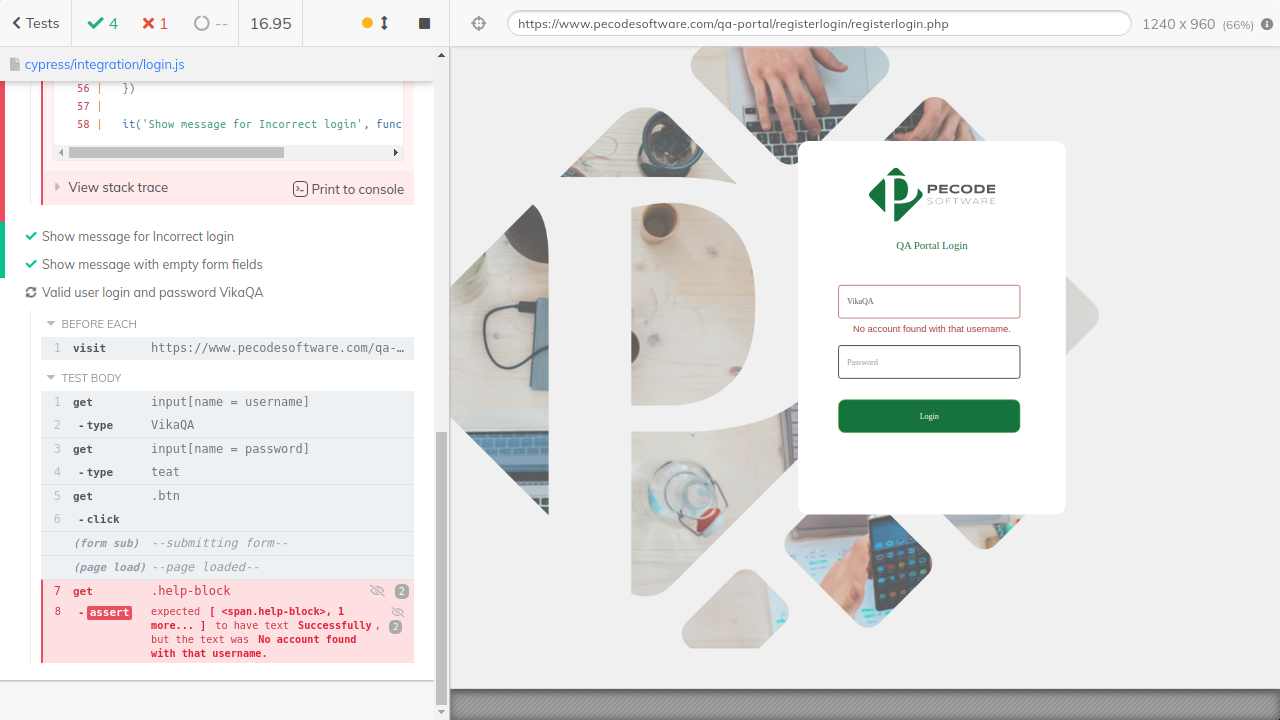 Tests
4
1
--
16.95
https://www.pecodesoftware.com/qa-portal/registerlogin/registerlogin.php
1240 x 960 (66%)
cypress/integration/login.js
56 | })
57 |
58 | it('Show message for Incorrect login', func
View stack trace
Print to console
Show message for Incorrect login
Show message with empty form fields
Valid user login and password VikaQA
BEFORE EACH
1 visit https://www.pecodesoftware.com/qa-…
TEST BODY
1 get input[name = username]
2 -type VikaQA
3 get input[name = password]
4 -type teat
5 get .btn
6 -click
(form sub) --submitting form--
(page load) --page loaded--
7 get .help-block 2
8 -assert expected [ <span.help-block>, 1
more... ] to have text Successfully, 2
but the text was No account found
with that username.
PECODE
SOFTWARE
QA Portal Login
VikaQA
No account found with that username.
Password
Login